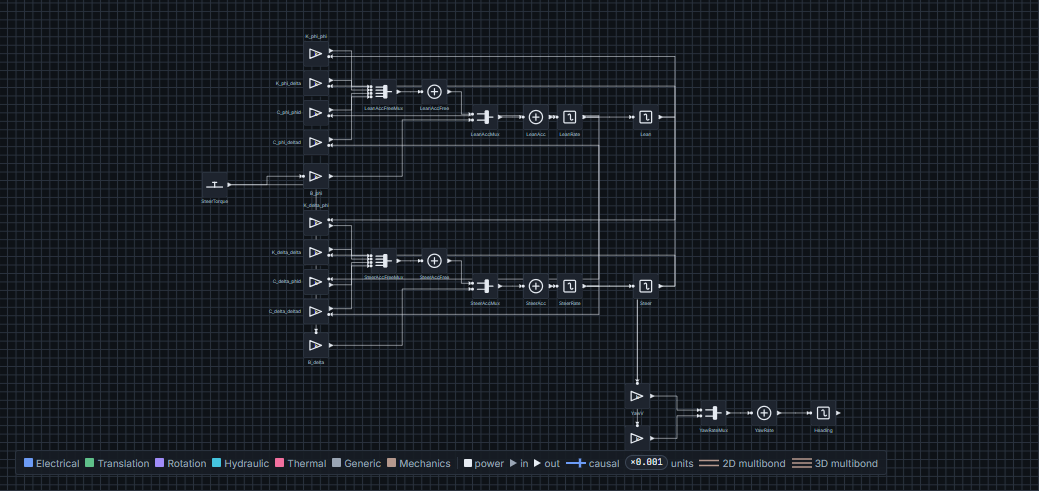 K_phi_phi
K_phi_delta
LeanAccFreeMux
LeanAccFree
C_phi_phid
LeanAccMux
LeanAcc
LeanRate
Lean
C_phi_deltad
B_phi
SteerTorque
K_delta_phi
K_delta_delta
SteerAccFreeMux
SteerAccFree
C_delta_phid
SteerAccMux
SteerAcc
SteerRate
Steer
C_delta_deltad
B_delta
YawV
YawRateMux
YawRate
Heading
Electrical Translation Rotation Hydraulic Thermal Generic Mechanics power in out causal ×0.001 units 2D multibond 3D multibond